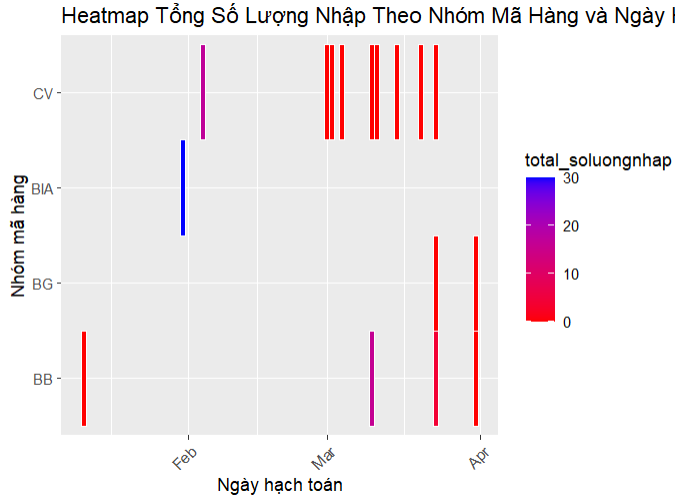 Heatmap Tổng Số Lượng Nhập Theo Nhóm Mã Hàng và Ngày
Nhóm mã hàng
CV
BIA
BG
BB
Feb
Mar
Apr
Ngày hạch toán
total_soluongnhap
30
20
10
0